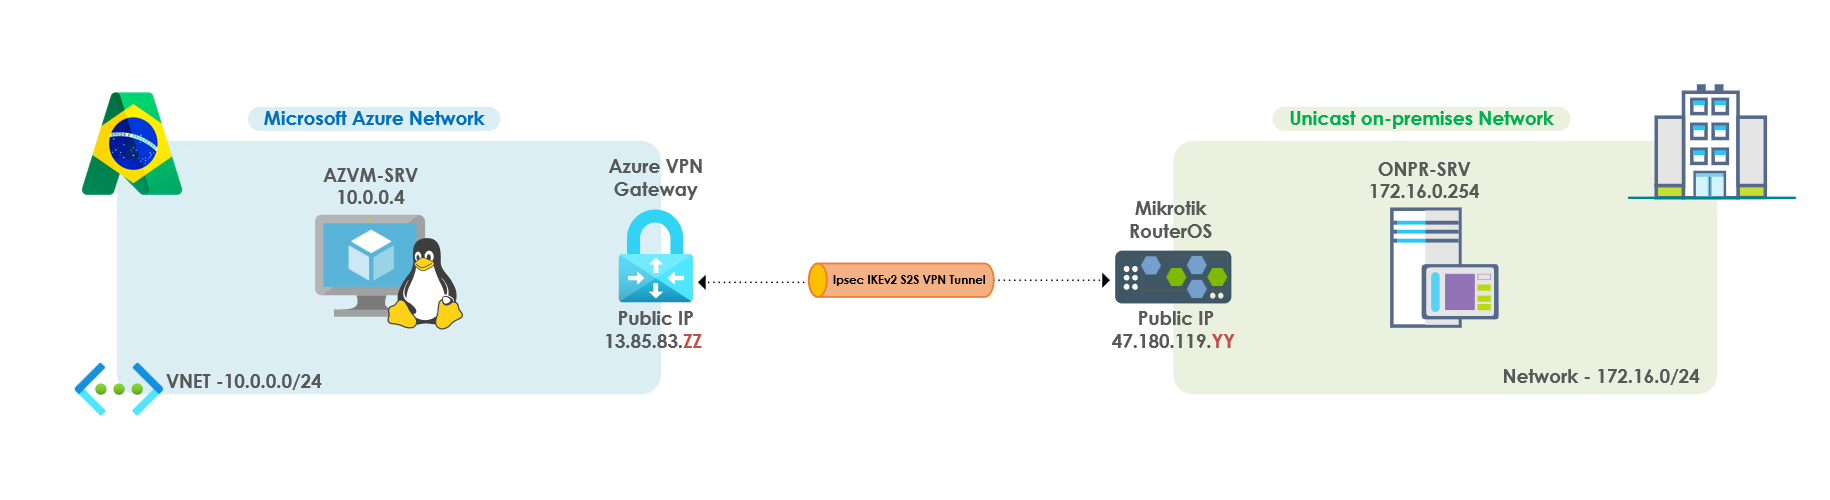 Microsoft Azure Network
AZVM-SRV
10.0.0.4
Azure VPN
Gateway
Public IP
13.85.83.ZZ
VNET -10.0.0.0/24
Ipsec IKEv2 S2S VPN Tunnel
Unicast on-premises Network
Mikrotik
RouterOS
Public IP
47.180.119.YY
ONPR-SRV
172.16.0.254
Network - 172.16.0/24